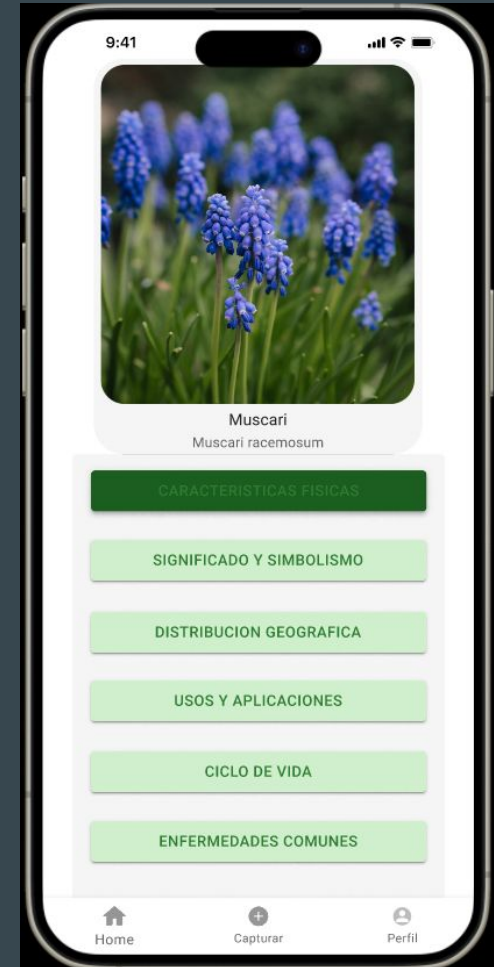 9:41
Muscari
Muscari racemosum
CARACTERISTICAS FISICAS
SIGNIFICADO Y SIMBOLISMO
DISTRIBUCION GEOGRAFICA
USOS Y APLICACIONES
CICLO DE VIDA
ENFERMEDADES COMUNES
Home Capturar Perfil